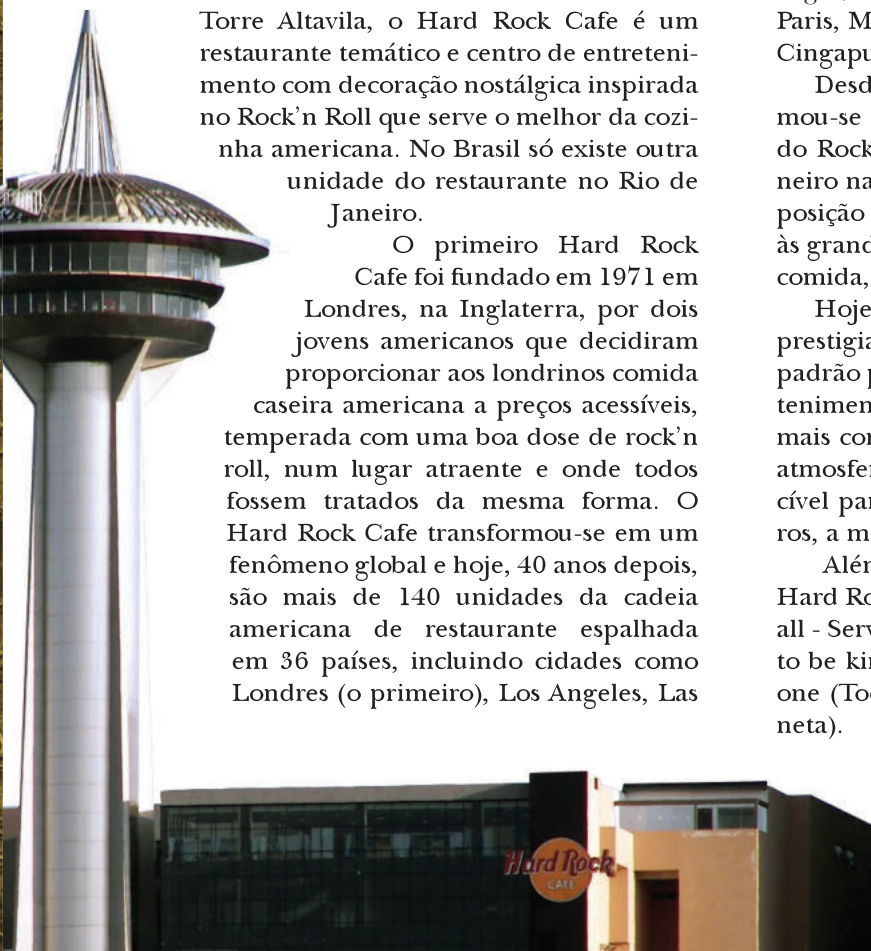 Torre Altavila, o Hard Rock Cafe é um
restaurante temático e centro de entreteni-
mento com decoração nostálgica inspirada
no Rock'n Roll que serve o melhor da cozi-
nha americana. No Brasil só existe outra
unidade do restaurante no Rio de
Janeiro.
O primeiro Hard Rock
Cafe foi fundado em 1971 em
Londres, na Inglaterra, por dois
jovens americanos que decidiram
proporcionar aos londrinos comida
caseira americana a preços acessíveis,
temperada com uma boa dose de rock'n
roll, num lugar atraente e onde todos
fossem tratados da mesma forma. O
Hard Rock Cafe transformou-se em um
fenômeno global e hoje, 40 anos depois,
são mais de 140 unidades da cadeia
americana de restaurante espalhada
em 36 países, incluindo cidades como
Londres (o primeiro), Los Angeles, Las
Paris, M
Cingapu
Desd
mou-se
do Rock
neiro na
posição
às grand
comida,
Hoje
prestigia
padrão p
tenimen
mais con
atmosfer
cível par
ros, a m
Alén
Hard Ro
all - Serv
to be kin
one (Too
neta).
Hard Rock
CAFE